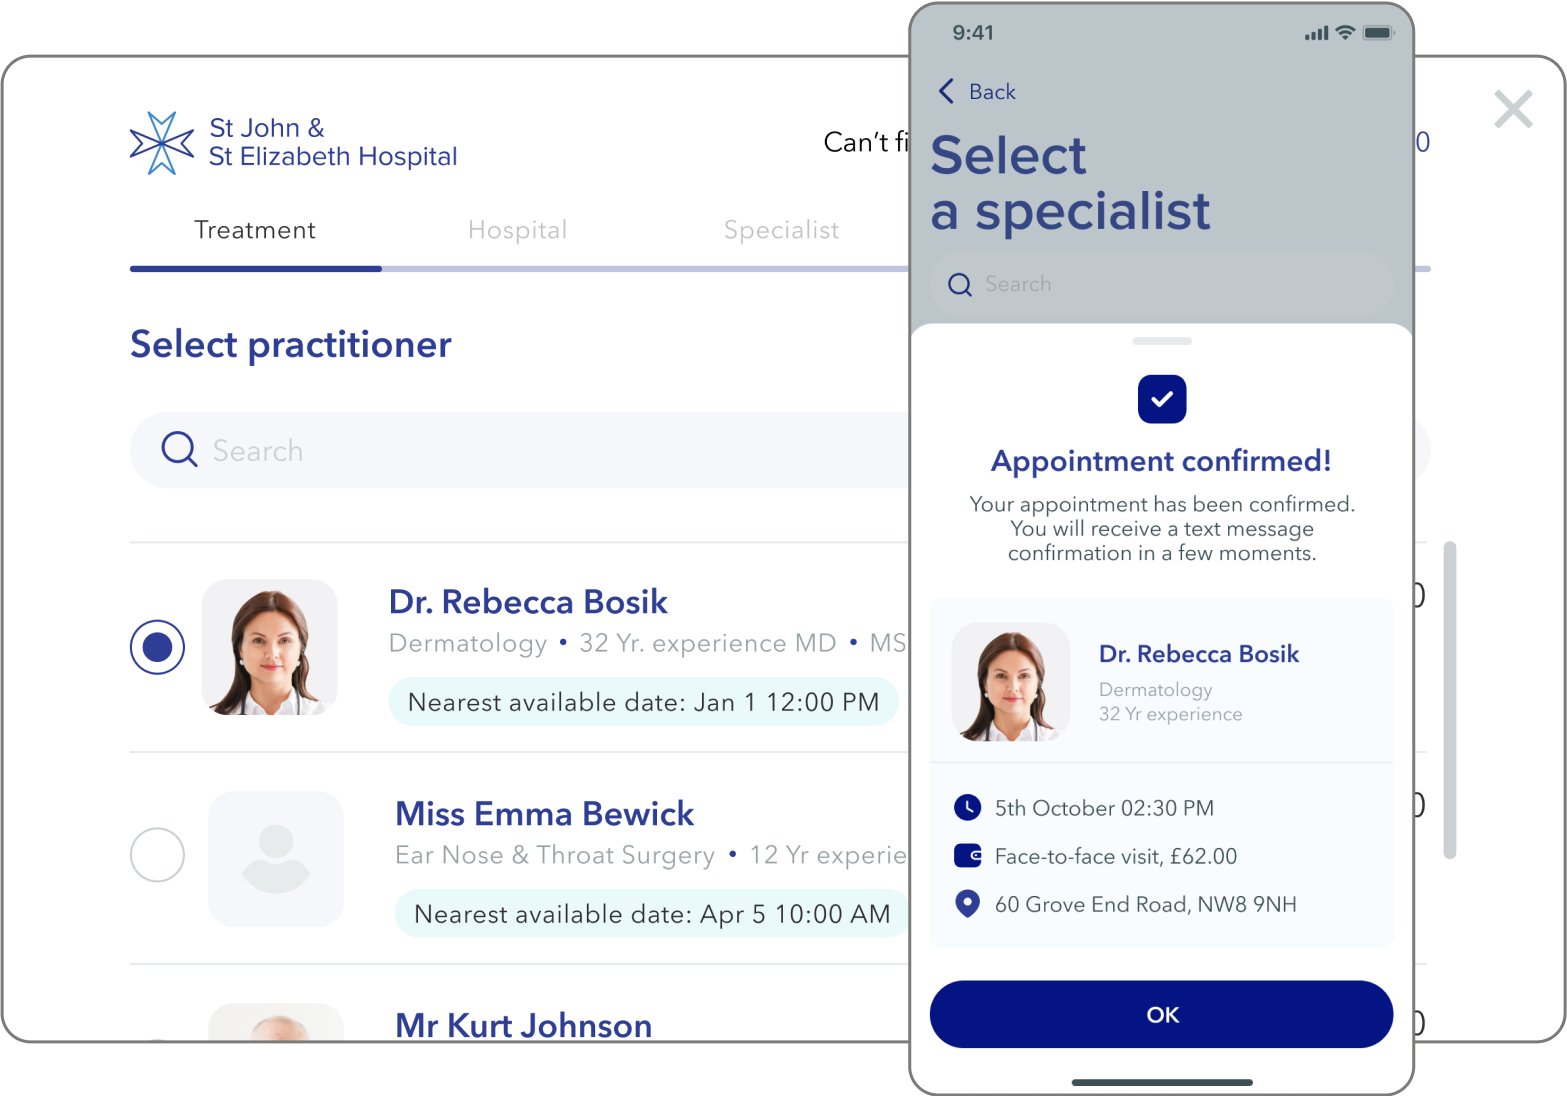 St John &
St Elizabeth Hospital
Can't
Treatment
Hospital
Specialist
Select practitioner
Search
Dr. Rebecca Bosik
Dermatology • 32 Yr. experience MD •
Nearest available date: Jan 1 12:00 PM
Miss Emma Bewick
Ear Nose & Throat Surgery • 12 Yr
Nearest available date: Apr 5 10:00 AM
Mr Kurt Johnson
9:41
Back
Select
a specialist
Search
Appointment confirmed!
Your appointment has been confirmed.
You will receive a text message
confirmation in a few moments.
Dr. Rebecca Bosik
Dermatology
32 Yr experience
5th October 02:30 PM
Face-to-face visit, £62.00
60 Grove End Road, NW8 9NH
OK